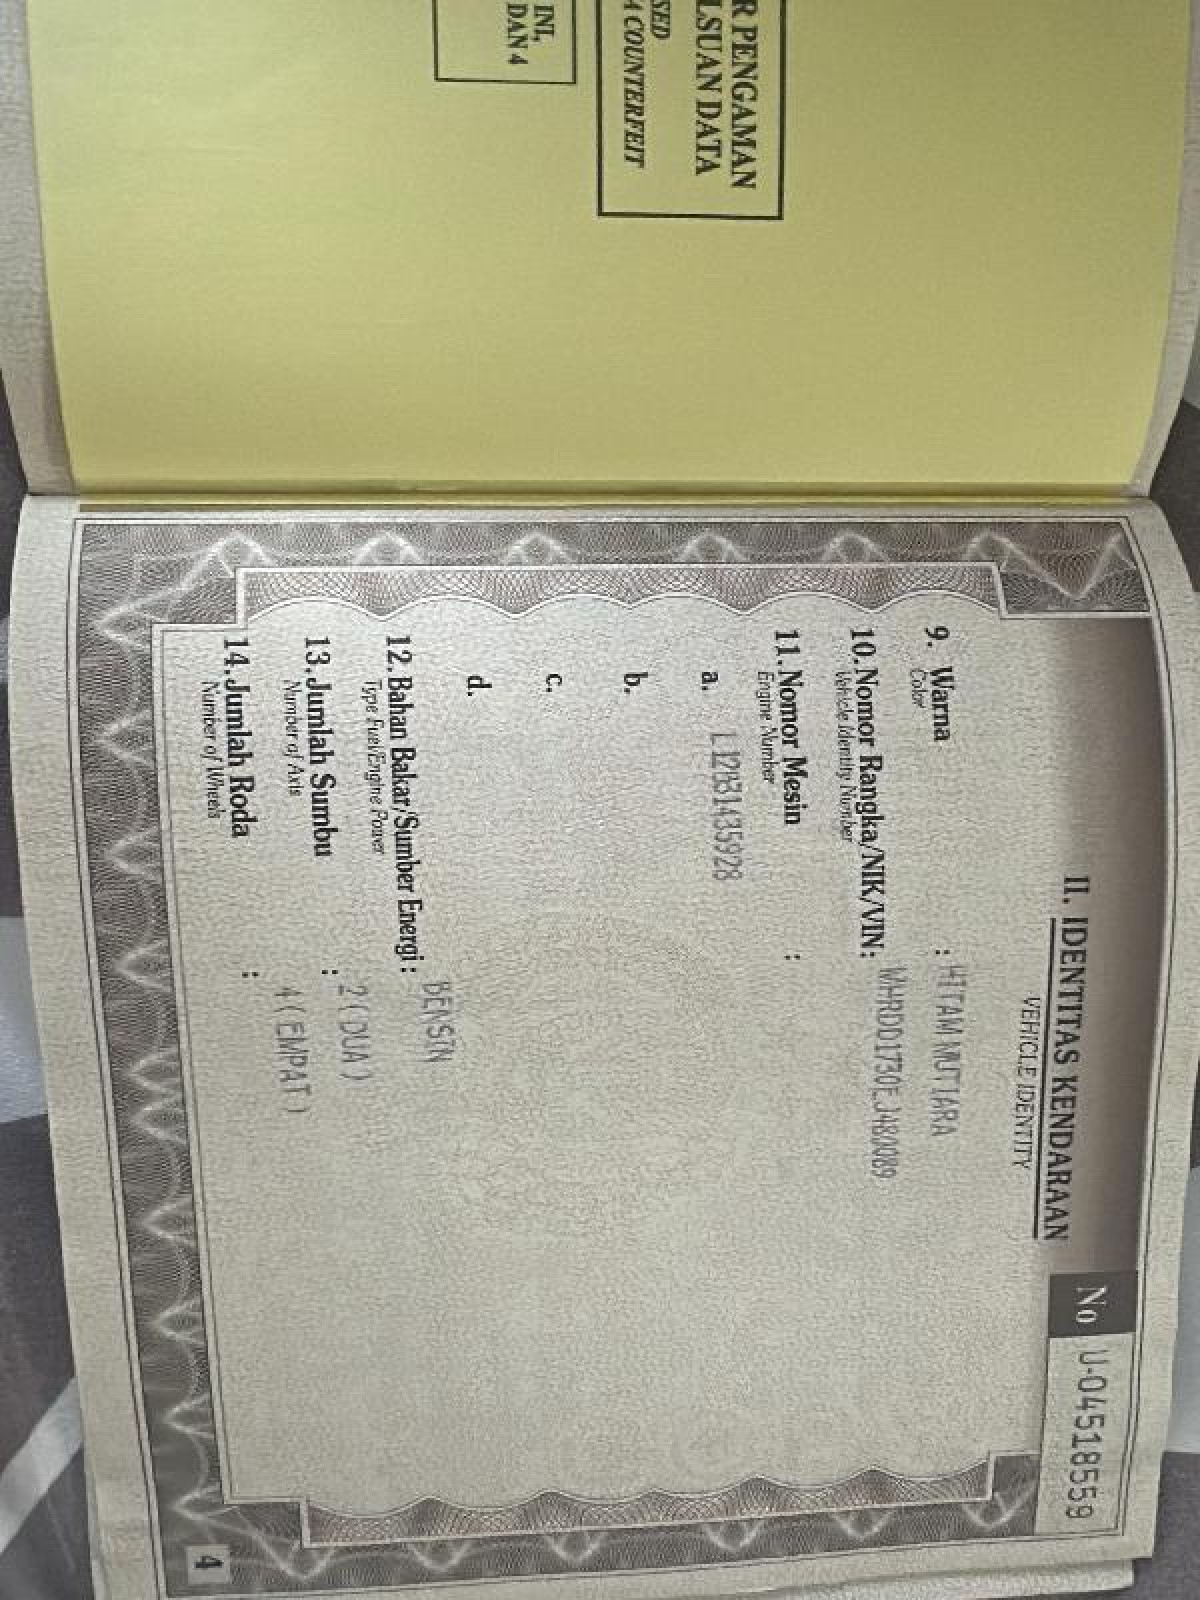 R PENGAMAN
LSUAN DATA
SED
A COUNTERFEIT
INI,
DAN 4
II. IDENTITAS KENDARAAN
VEHICLE IDENTITY
No U-04518559
9. Warna : HITAM MUTIARA
Color
10. Nomor Rangka/NIK/VIN: MHRDD1730EJ480089
Vehicle Identity Number
11. Nomor Mesin :
Engine Number
a. L12B31435928
b.
c.
d.
12. Bahan Bakar/Sumber Energi : BENSIN
Type Fuel/Engine Power
13. Jumlah Sumbu : 2 (DUA)
Number of Axis
14. Jumlah Roda : 4 (EMPAT)
Number of Wheels
4